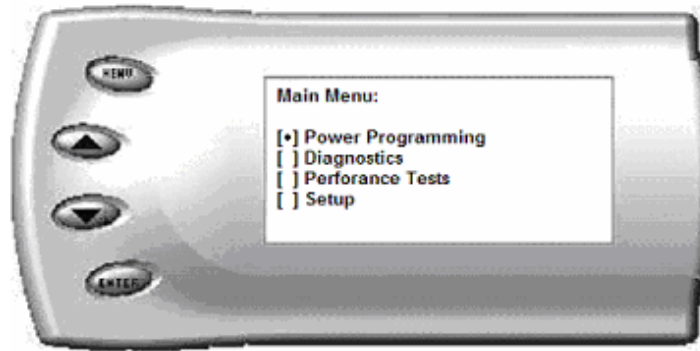 MENU
Main Menu:
[•] Power Programming
[ ] Diagnostics
[ ] Perforance Tests
[ ] Setup
ENTER